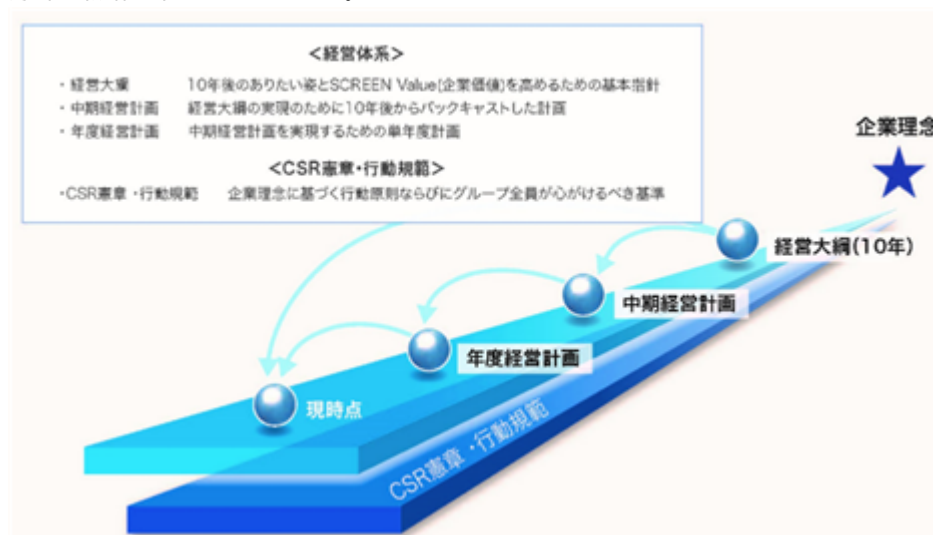 <経営体系>
・経営大綱 10年後のありたい姿とSCREEN Value(企業価値)を高めるための基本指針
・中期経営計画 経営大綱の実現のために10年後からバックキャストした計画
・年度経営計画 中期経営計画を実現するための単年度計画
<CSR憲章・行動規範>
・CSR憲章・行動規範 企業理念に基づく行動原則ならびにグループ全員が心がけるべき基準
企業理念
経営大綱(10年)
中期経営計画
年度経営計画
現時点
CSR憲章・行動規範